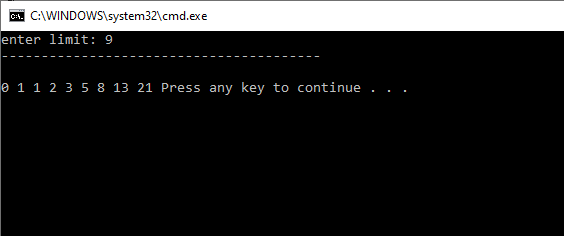 C:\WINDOWS\system32\cmd.exe
enter limit: 9
----------------------------------------
0 1 1 2 3 5 8 13 21 Press any key to continue . . .